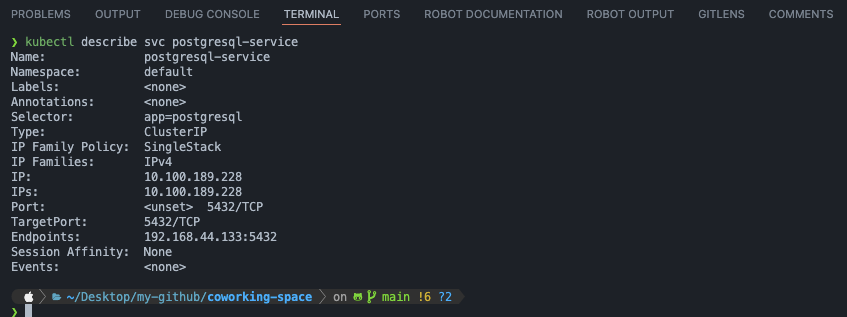 PROBLEMS OUTPUT DEBUG CONSOLE TERMINAL PORTS ROBOT DOCUMENTATION ROBOT OUTPUT GITLENS COMMENTS
❯ kubectl describe svc postgresql-service
Name:              postgresql-service
Namespace:         default
Labels:            <none>
Annotations:       <none>
Selector:          app=postgresql
Type:              ClusterIP
IP Family Policy:  SingleStack
IP Families:       IPv4
IP:                10.100.189.228
IPs:               10.100.189.228
Port:              <unset>  5432/TCP
TargetPort:        5432/TCP
Endpoints:         192.168.44.133:5432
Session Affinity:  None
Events:            <none>
~/Desktop/my-github/coworking-space on main !6 ?2
❯